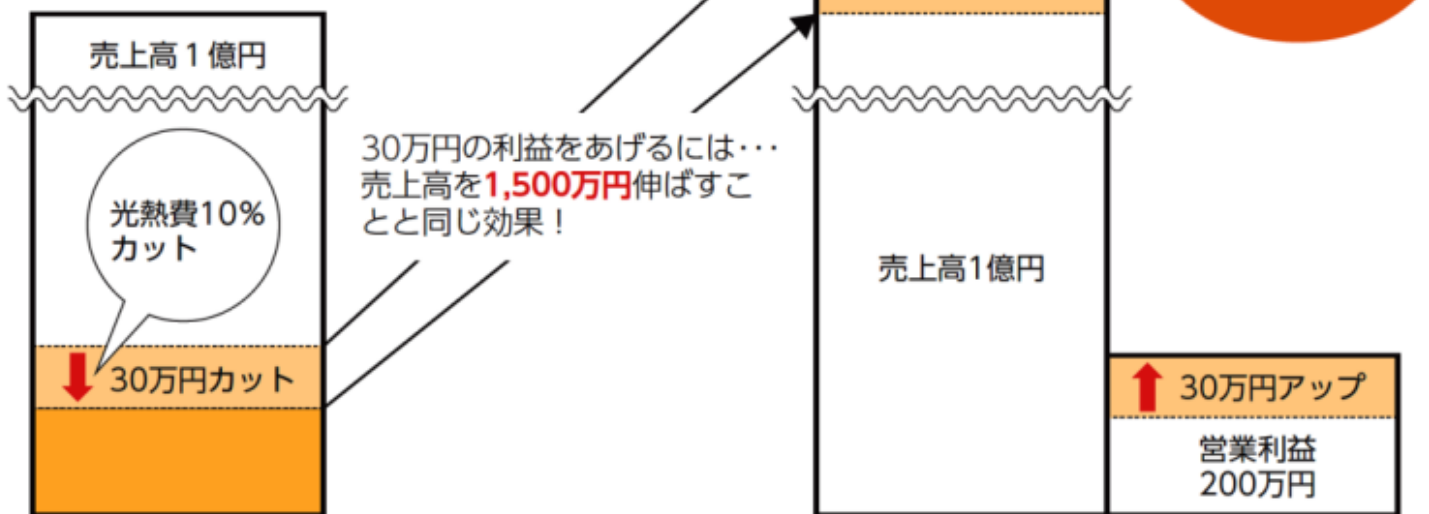 売上高1億円
光熱費10%
カット
30万円カット
30万円の利益をあげるには･･･
売上高を1,500万円伸ばすこ
とと同じ効果！
売上高1億円
30万円アップ
営業利益
200万円